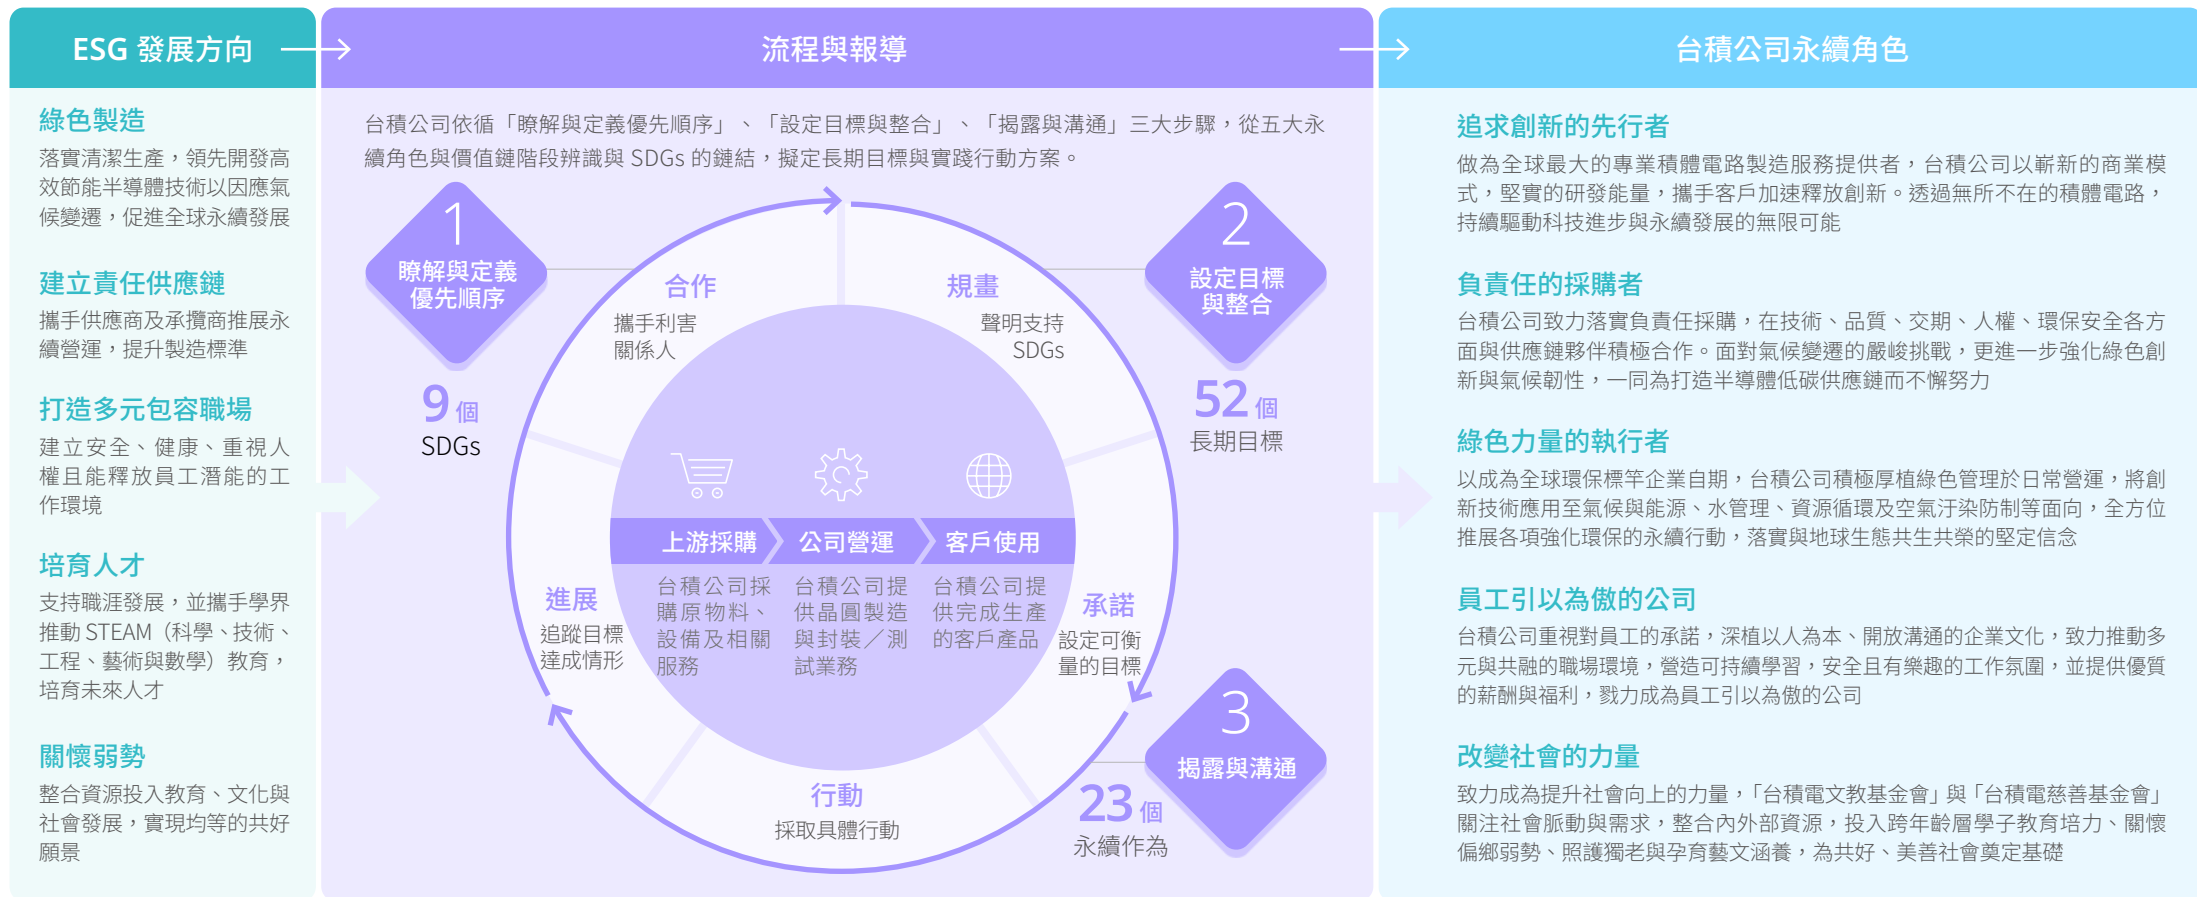 ESG 發展方向
綠色製造
落實清潔生產，領先開發高
效節能半導體技術以因應氣
候變遷，促進全球永續發展
建立責任供應鏈
攜手供應商及承攬商推展永
續營運，提升製造標準
打造多元包容職場
建立安全、健康、重視人
權且能釋放員工潛能的工
作環境
培育人才
支持職涯發展，並攜手學界
推動 STEAM（科學、技術、
工程、藝術與數學）教育，
培育未來人才
關懷弱勢
整合資源投入教育、文化與
社會發展，實現均等的共好
願景
流程與報導
台積公司依循「瞭解與定義優先順序」、「設定目標與整合」、「揭露與溝通」三大步驟，從五大永
續角色與價值鏈階段辨識與 SDGs 的鏈結，擬定長期目標與實踐行動方案。
1
瞭解與定義
優先順序
9 個
SDGs
2
設定目標
與整合
52 個
長期目標
3
揭露與溝通
23 個
永續作為
合作
攜手利害
關係人
規畫
聲明支持
SDGs
承諾
設定可衡
量的目標
行動
採取具體行動
進展
追蹤目標
達成情形
上游採購
台積公司採
購原物料、
設備及相關
服務
公司營運
台積公司提
供晶圓製造
與封裝／測
試業務
客戶使用
台積公司提
供完成生產
的客戶產品
台積公司永續角色
追求創新的先行者
做為全球最大的專業積體電路製造服務提供者，台積公司以嶄新的商業模
式，堅實的研發能量，攜手客戶加速釋放創新。透過無所不在的積體電路，
持續驅動科技進步與永續發展的無限可能
負責任的採購者
台積公司致力落實負責任採購，在技術、品質、交期、人權、環保安全各方
面與供應鏈夥伴積極合作。面對氣候變遷的嚴峻挑戰，更進一步強化綠色創
新與氣候韌性，一同為打造半導體低碳供應鏈而不懈努力
綠色力量的執行者
以成為全球環保標竿企業自期，台積公司積極厚植綠色管理於日常營運，將創
新技術應用至氣候與能源、水管理、資源循環及空氣汙染防制等面向，全方位
推展各項強化環保的永續行動，落實與地球生態共生共榮的堅定信念
員工引以為傲的公司
台積公司重視對員工的承諾，深植以人為本、開放溝通的企業文化，致力推動多
元與共融的職場環境，營造可持續學習，安全且有樂趣的工作氛圍，並提供優質
的薪酬與福利，戮力成為員工引以為傲的公司
改變社會的力量
致力成為提升社會向上的力量，「台積電文教基金會」與「台積電慈善基金會」
關注社會脈動與需求，整合內外部資源，投入跨年齡層學子教育培力、關懷
偏鄉弱勢、照護獨老與孕育藝文涵養，為共好、美善社會奠定基礎